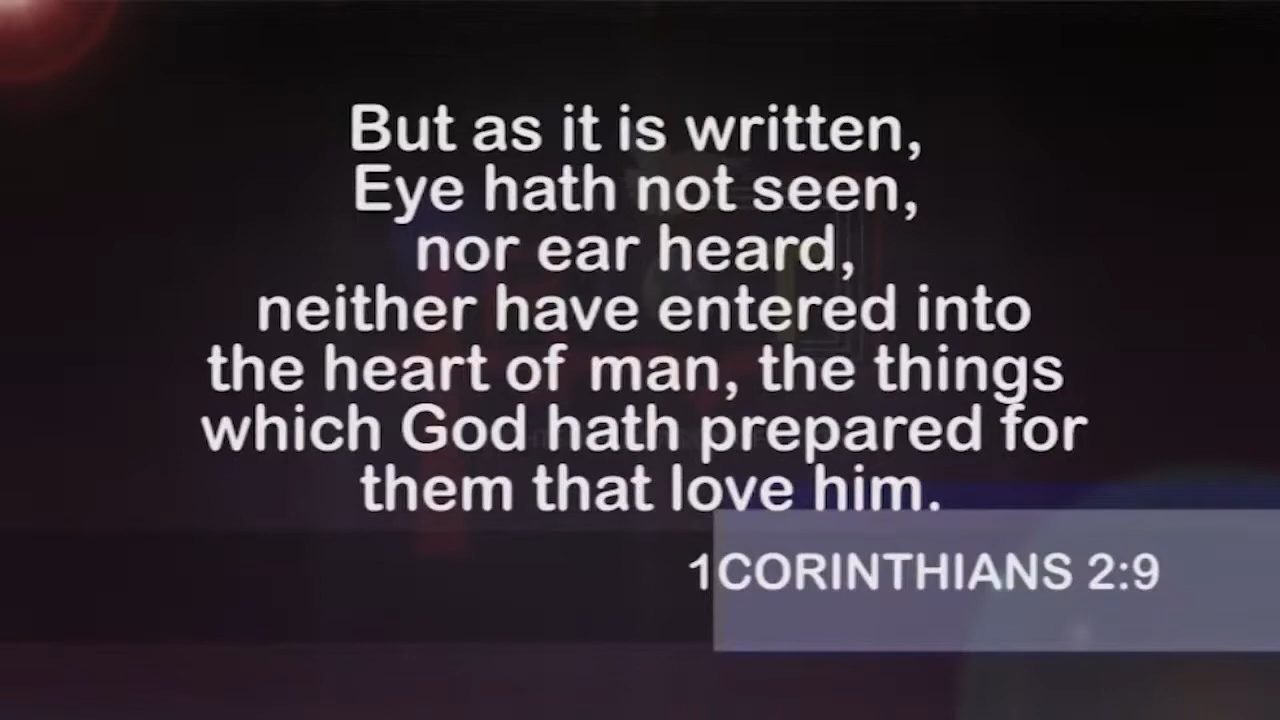 But as it is written,
Eye hath not seen,
nor ear heard,
neither have entered into
the heart of man, the things
which God hath prepared for
them that love him.
1CORINTHIANS 2:9